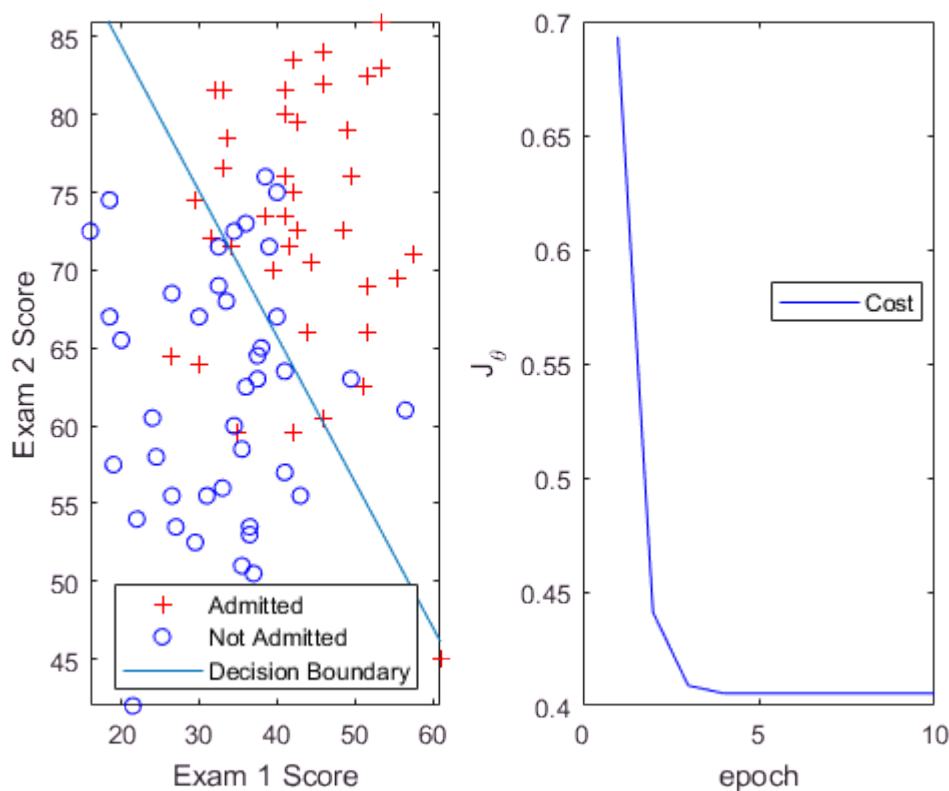 85
80
75
70
65
60
55
50
45
Exam 2 Score
Admitted
Not Admitted
Decision Boundary
20 30 40 50 60
Exam 1 Score
0.7
0.65
0.6
0.55
0.5
0.45
0.4
J_θ
Cost
0 5 10
epoch